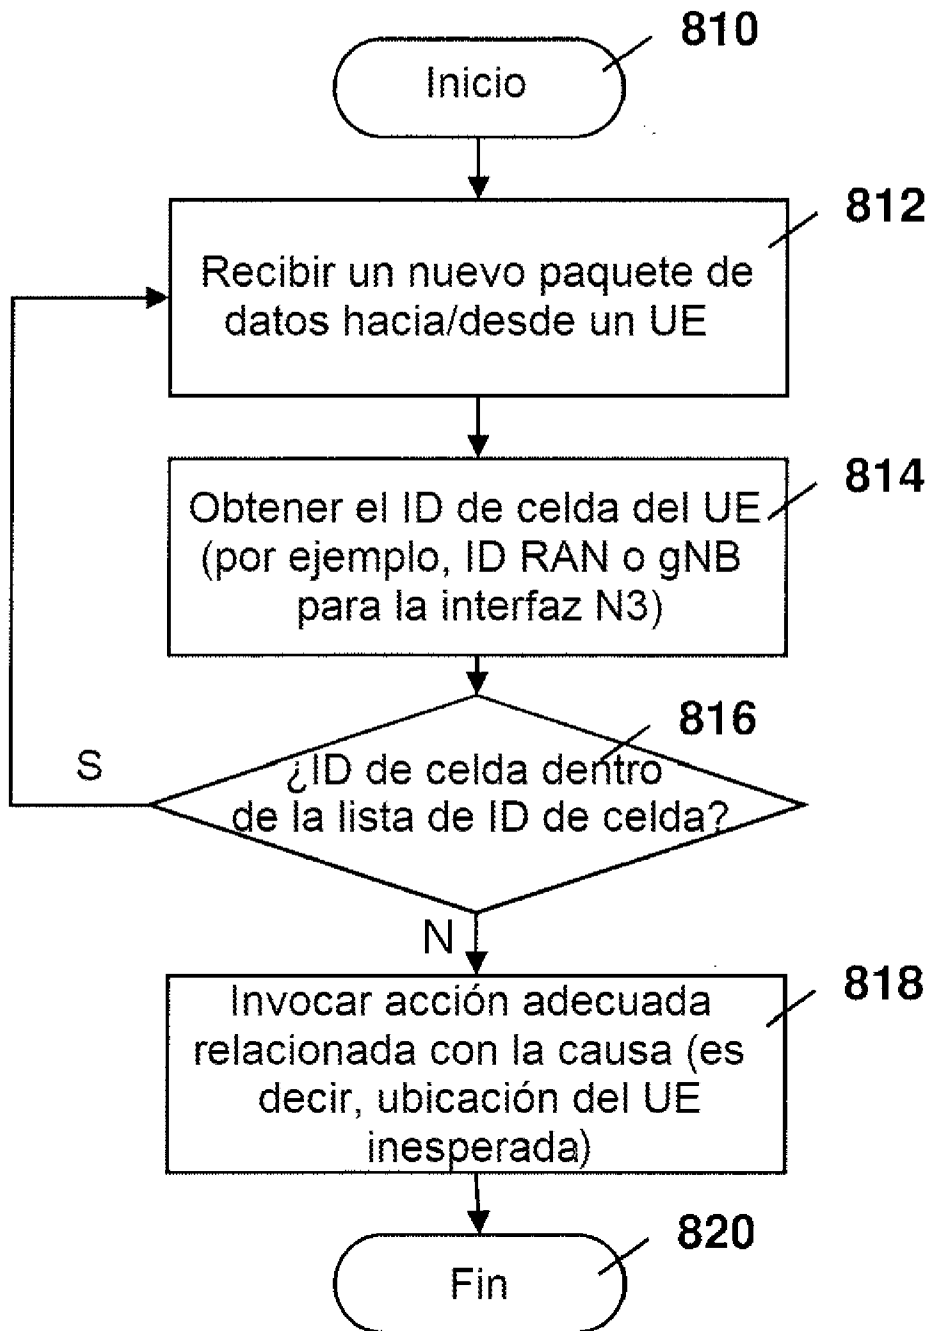 810
Inicio
812
Recibir un nuevo paquete de
datos hacia/desde un UE
814
Obtener el ID de celda del UE
(por ejemplo, ID RAN o gNB
para la interfaz N3)
816
S
¿ID de celda dentro
de la lista de ID de celda?
N
818
Invocar acción adecuada
relacionada con la causa (es
decir, ubicación del UE
inesperada)
820
Fin